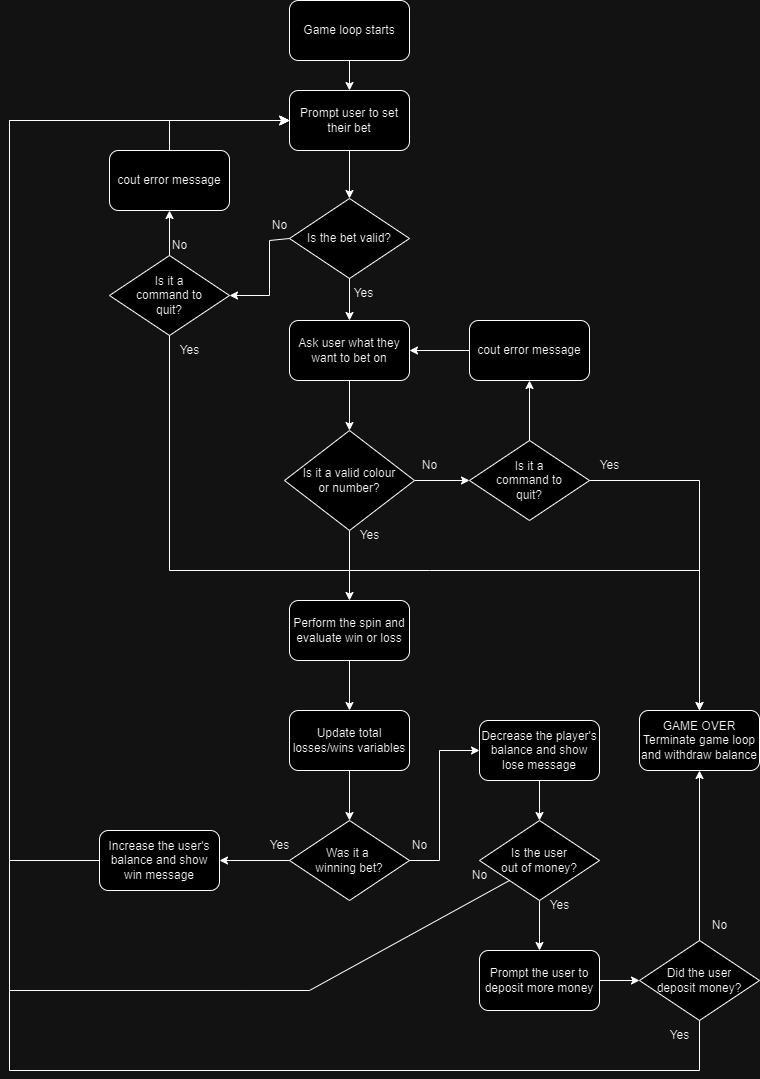 Game loop starts
Prompt user to set
their bet
cout error message
No
Is the bet valid?
No
Is it a
command to
quit?
Yes
Yes
Ask user what they
want to bet on
cout error message
Is it a valid colour
or number?
No
Is it a
command to
quit?
Yes
Yes
Perform the spin and
evaluate win or loss
Update total
losses/wins variables
Decrease the player's
balance and show
lose message
GAME OVER
Terminate game loop
and withdraw balance
Increase the user's
balance and show
win message
Yes
Was it a
winning bet?
No
Is the user
out of money?
No
Yes
No
Prompt the user to
deposit more money
Did the user
deposit money?
Yes